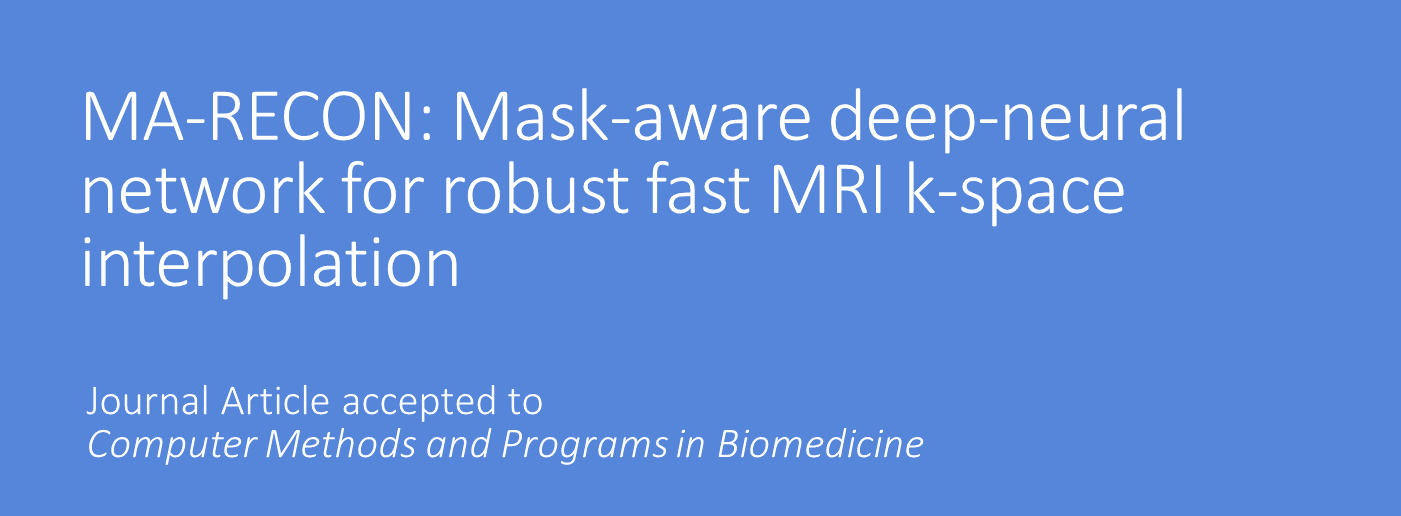 MA-RECON: Mask-aware deep-neural
network for robust fast MRI k-space
interpolation
Journal Article accepted to
Computer Methods and Programs in Biomedicine